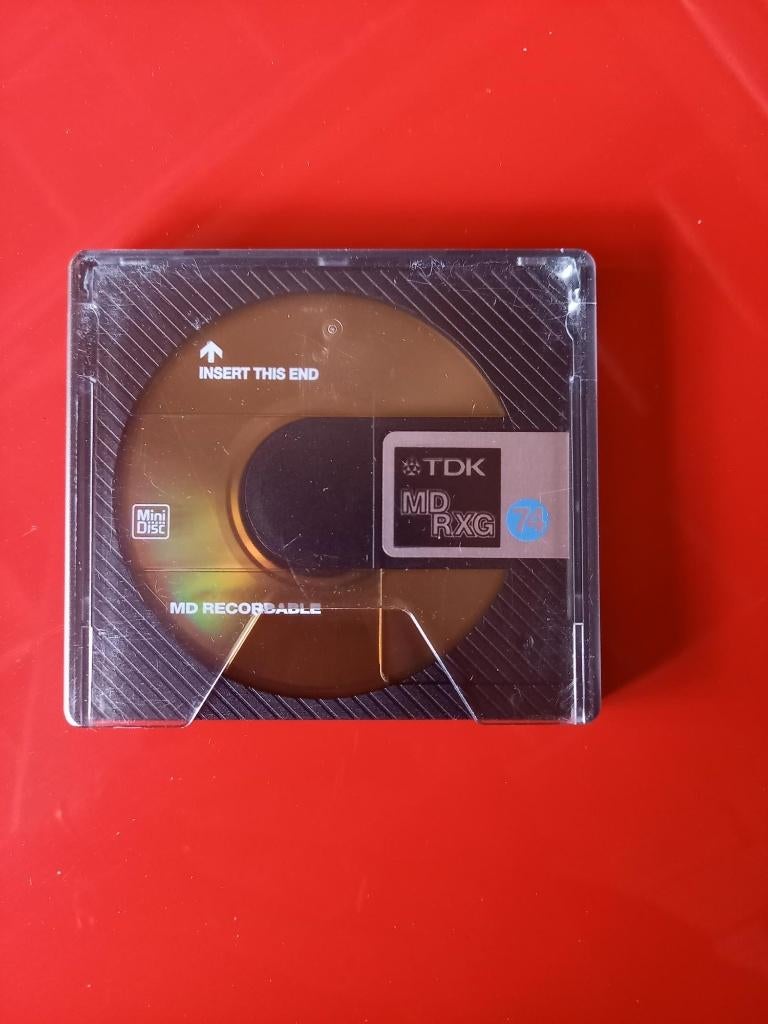 INSERT THIS END
TDK
MD
RXG
74
Mini
Disc
MD RECORDABLE